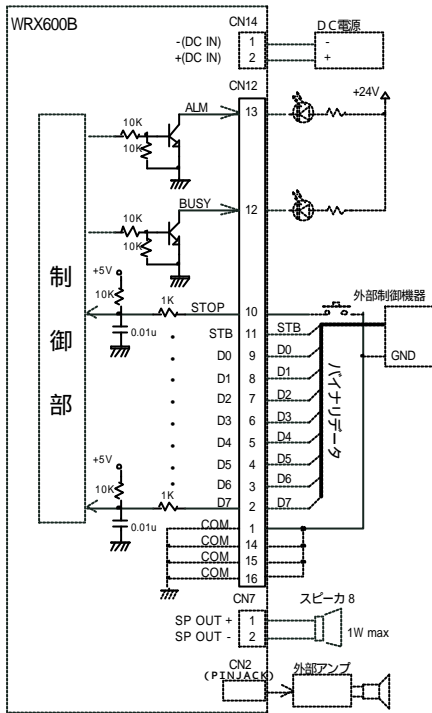 WRX600B
CN14
DC電源
-(DC IN) 1 -
+(DC IN) 2 +
CN12
+24V
ALM 13
10K
10K
BUSY 12
10K
10K
制御部
+5V
10K
1K
STOP 10
0.01u
外部制御機器
STB 11 STB
D0 9 D0
GND
D1 8 D1
D2 7 D2
D3 6 D3
D4 5 D4
D5 4 D5
D6 3 D6
D7 2 D7
バイナリデータ
+5V
10K
1K
0.01u
COM 1
COM 14
COM 15
COM 16
CN7
スピーカ 8
SP OUT + 1
SP OUT - 2
1W max
CN2
(PINJACK)
外部アンプ